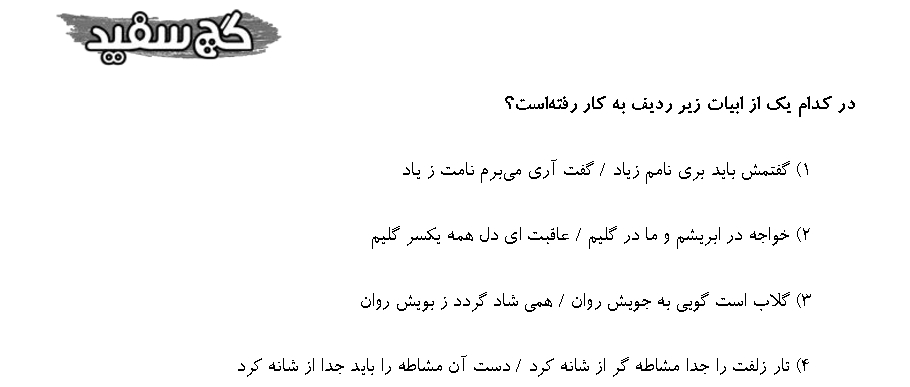 گچ سفید
در کدام یک از ابیات زیر ردیف به کار رفته‌است؟
۱) گفتمش باید بری نامم زیاد / گفت آری می‌برم نامت ز یاد
۲) خواجه در ابریشم و ما در گلیم / عاقبت ای دل همه یکسر گلیم
۳) گلاب است گویی به جویش روان / همی شاد گردد ز بویش روان
۴) تار زلفت را جدا مشاطه گر از شانه کرد / دست آن مشاطه را باید جدا از شانه کرد